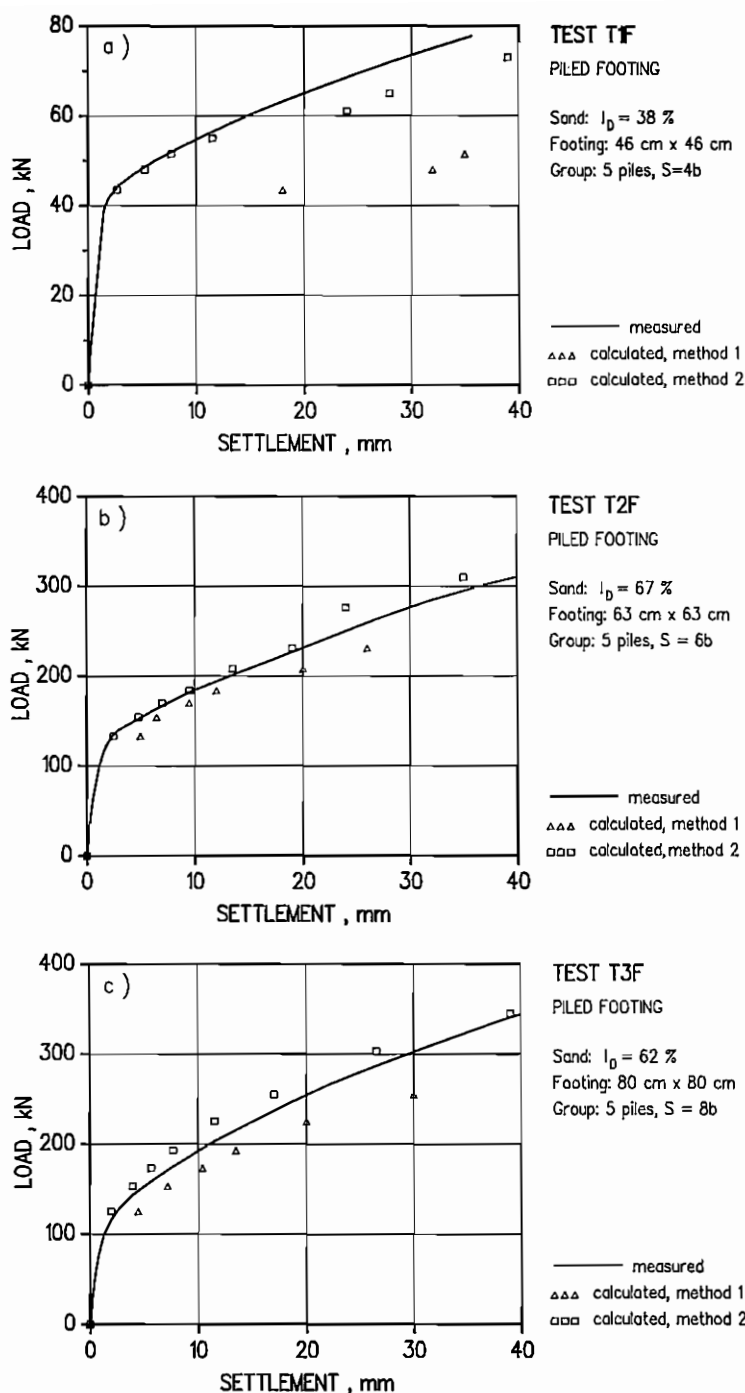 a )
80
60
40
20
0
LOAD , kN
0 10 20 30 40
SETTLEMENT , mm
TEST T1F
PILED FOOTING
Sand: I_D = 38 %
Footing: 46 cm x 46 cm
Group: 5 piles, S=4b
measured
△△△ calculated, method 1
□□□ calculated, method 2
b )
400
300
200
100
0
LOAD , kN
0 10 20 30 40
SETTLEMENT , mm
TEST T2F
PILED FOOTING
Sand: I_D = 67 %
Footing: 63 cm x 63 cm
Group: 5 piles, S = 6b
measured
△△△ calculated, method 1
□□□ calculated, method 2
c )
400
300
200
100
0
LOAD , kN
0 10 20 30 40
SETTLEMENT , mm
TEST T3F
PILED FOOTING
Sand: I_D = 62 %
Footing: 80 cm x 80 cm
Group: 5 piles, S = 8b
measured
△△△ calculated, method 1
□□□ calculated, method 2